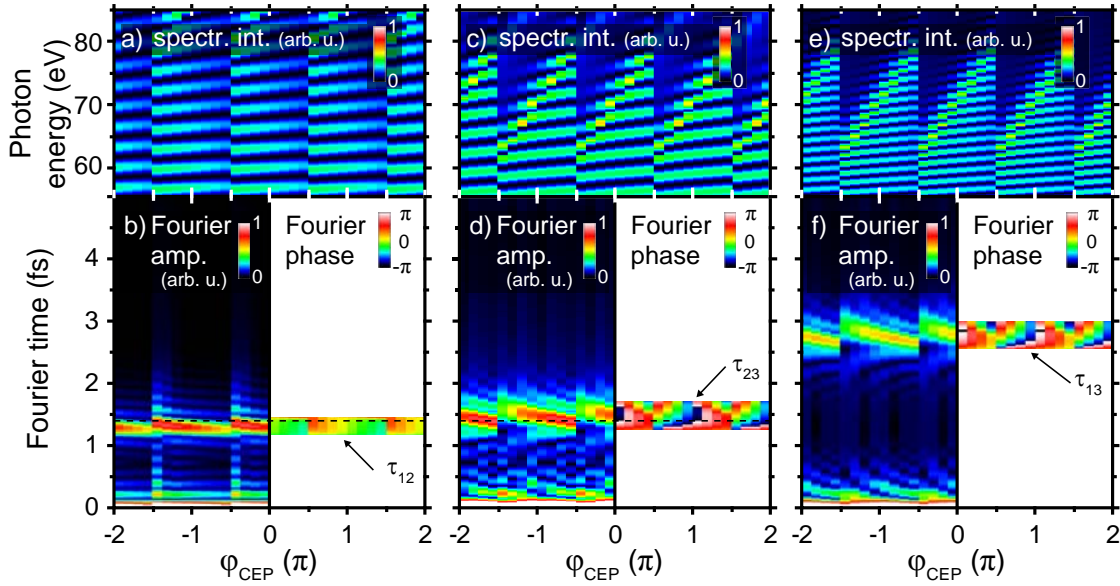 Photon
energy (eV)
80
70
60
a) spectr. int. (arb. u.)
1
0
c) spectr. int. (arb. u.)
1
0
e) spectr. int. (arb. u.)
1
0
Fourier time (fs)
4
3
2
1
0
b) Fourier
amp.
(arb. u.)
1
0
Fourier
phase
π
0
-π
τ12
d) Fourier
amp.
(arb. u.)
1
0
Fourier
phase
π
0
-π
τ23
f) Fourier
amp.
(arb. u.)
1
0
Fourier
phase
π
0
-π
τ13
-2 -1 0 1 2
-2 -1 0 1 2
-2 -1 0 1 2
φCEP (π)
φCEP (π)
φCEP (π)